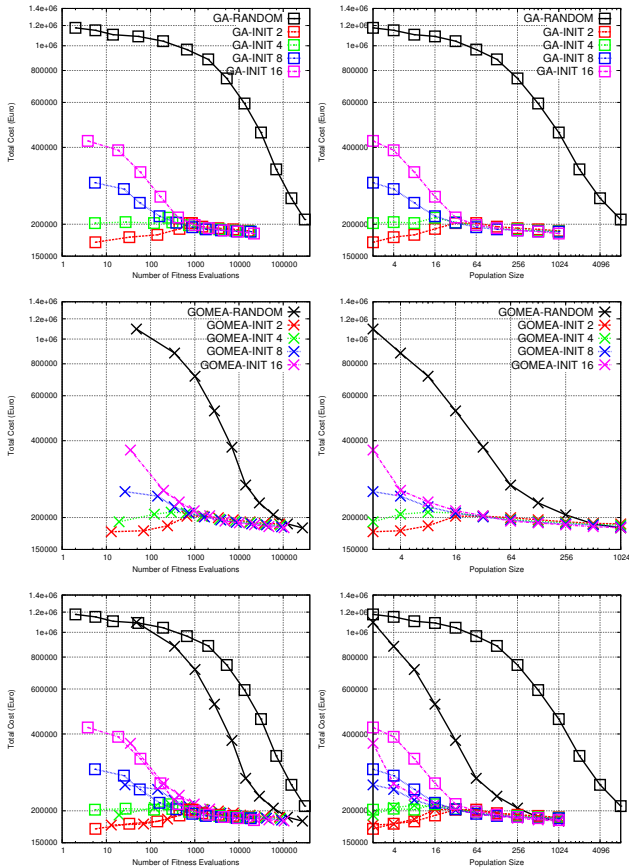 1.4e+06
1.2e+06
1e+06
800000
600000
400000
200000
150000
Total Cost (Euro)
GA-RANDOM
GA-INIT 2
GA-INIT 4
GA-INIT 8
GA-INIT 16
1 10 100 1000 10000 100000
Number of Fitness Evaluations
1.4e+06
1.2e+06
1e+06
800000
600000
400000
200000
150000
Total Cost (Euro)
GA-RANDOM
GA-INIT 2
GA-INIT 4
GA-INIT 8
GA-INIT 16
4 16 64 256 1024 4096
Population Size
1.4e+06
1.2e+06
1e+06
800000
600000
400000
200000
150000
Total Cost (Euro)
GOMEA-RANDOM
GOMEA-INIT 2
GOMEA-INIT 4
GOMEA-INIT 8
GOMEA-INIT 16
1 10 100 1000 10000 100000
Number of Fitness Evaluations
1.4e+06
1.2e+06
1e+06
800000
600000
400000
200000
150000
Total Cost (Euro)
GOMEA-RANDOM
GOMEA-INIT 2
GOMEA-INIT 4
GOMEA-INIT 8
GOMEA-INIT 16
4 16 64 256 1024
Population Size
1.4e+06
1.2e+06
1e+06
800000
600000
400000
200000
150000
Total Cost (Euro)
1 10 100 1000 10000 100000
Number of Fitness Evaluations
1.4e+06
1.2e+06
1e+06
800000
600000
400000
200000
150000
Total Cost (Euro)
4 16 64 256 1024 4096
Population Size